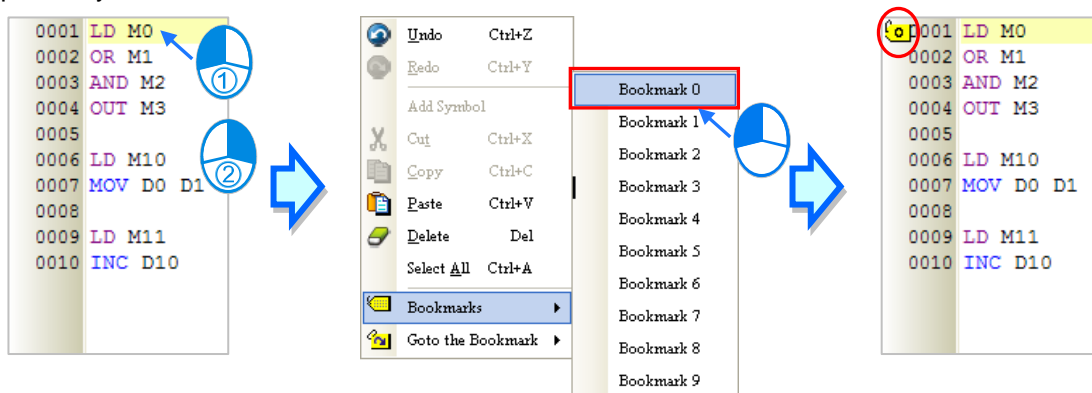 0001 LD M0
0002 OR M1
0003 AND M2
0004 OUT M3
0005
0006 LD M10
0007 MOV D0 D1
0008
0009 LD M11
0010 INC D10
1
2
Undo Ctrl+Z
Redo Ctrl+Y
Add Symbol
Cut Ctrl+X
Copy Ctrl+C
Paste Ctrl+V
Delete Del
Select All Ctrl+A
Bookmarks
Goto the Bookmark
Bookmark 0
Bookmark 1
Bookmark 2
Bookmark 3
Bookmark 4
Bookmark 5
Bookmark 6
Bookmark 7
Bookmark 8
Bookmark 9
0001 LD M0
0002 OR M1
0003 AND M2
0004 OUT M3
0005
0006 LD M10
0007 MOV D0 D1
0008
0009 LD M11
0010 INC D10